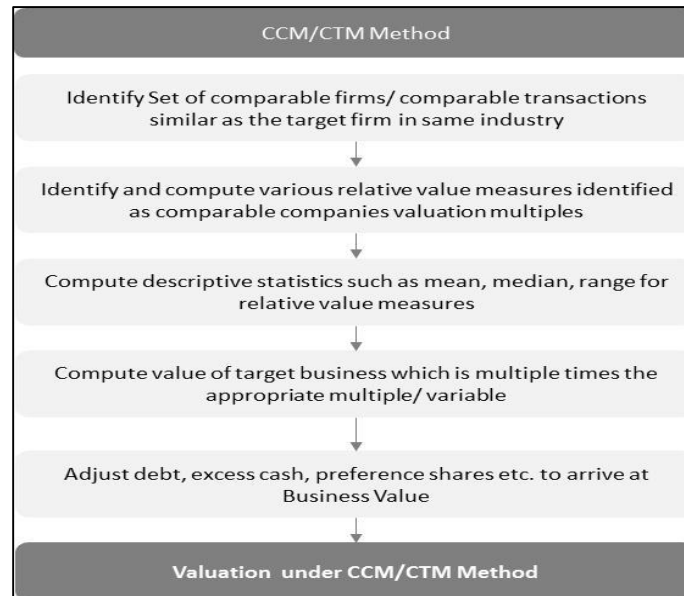 CCM/CTM Method
Identify Set of comparable firms/ comparable transactions
similar as the target firm in same industry
Identify and compute various relative value measures identified
as comparable companies valuation multiples
Compute descriptive statistics such as mean, median, range for
relative value measures
Compute value of target business which is multiple times the
appropriate multiple/ variable
Adjust debt, excess cash, preference shares etc. to arrive at
Business Value
Valuation under CCM/CTM Method